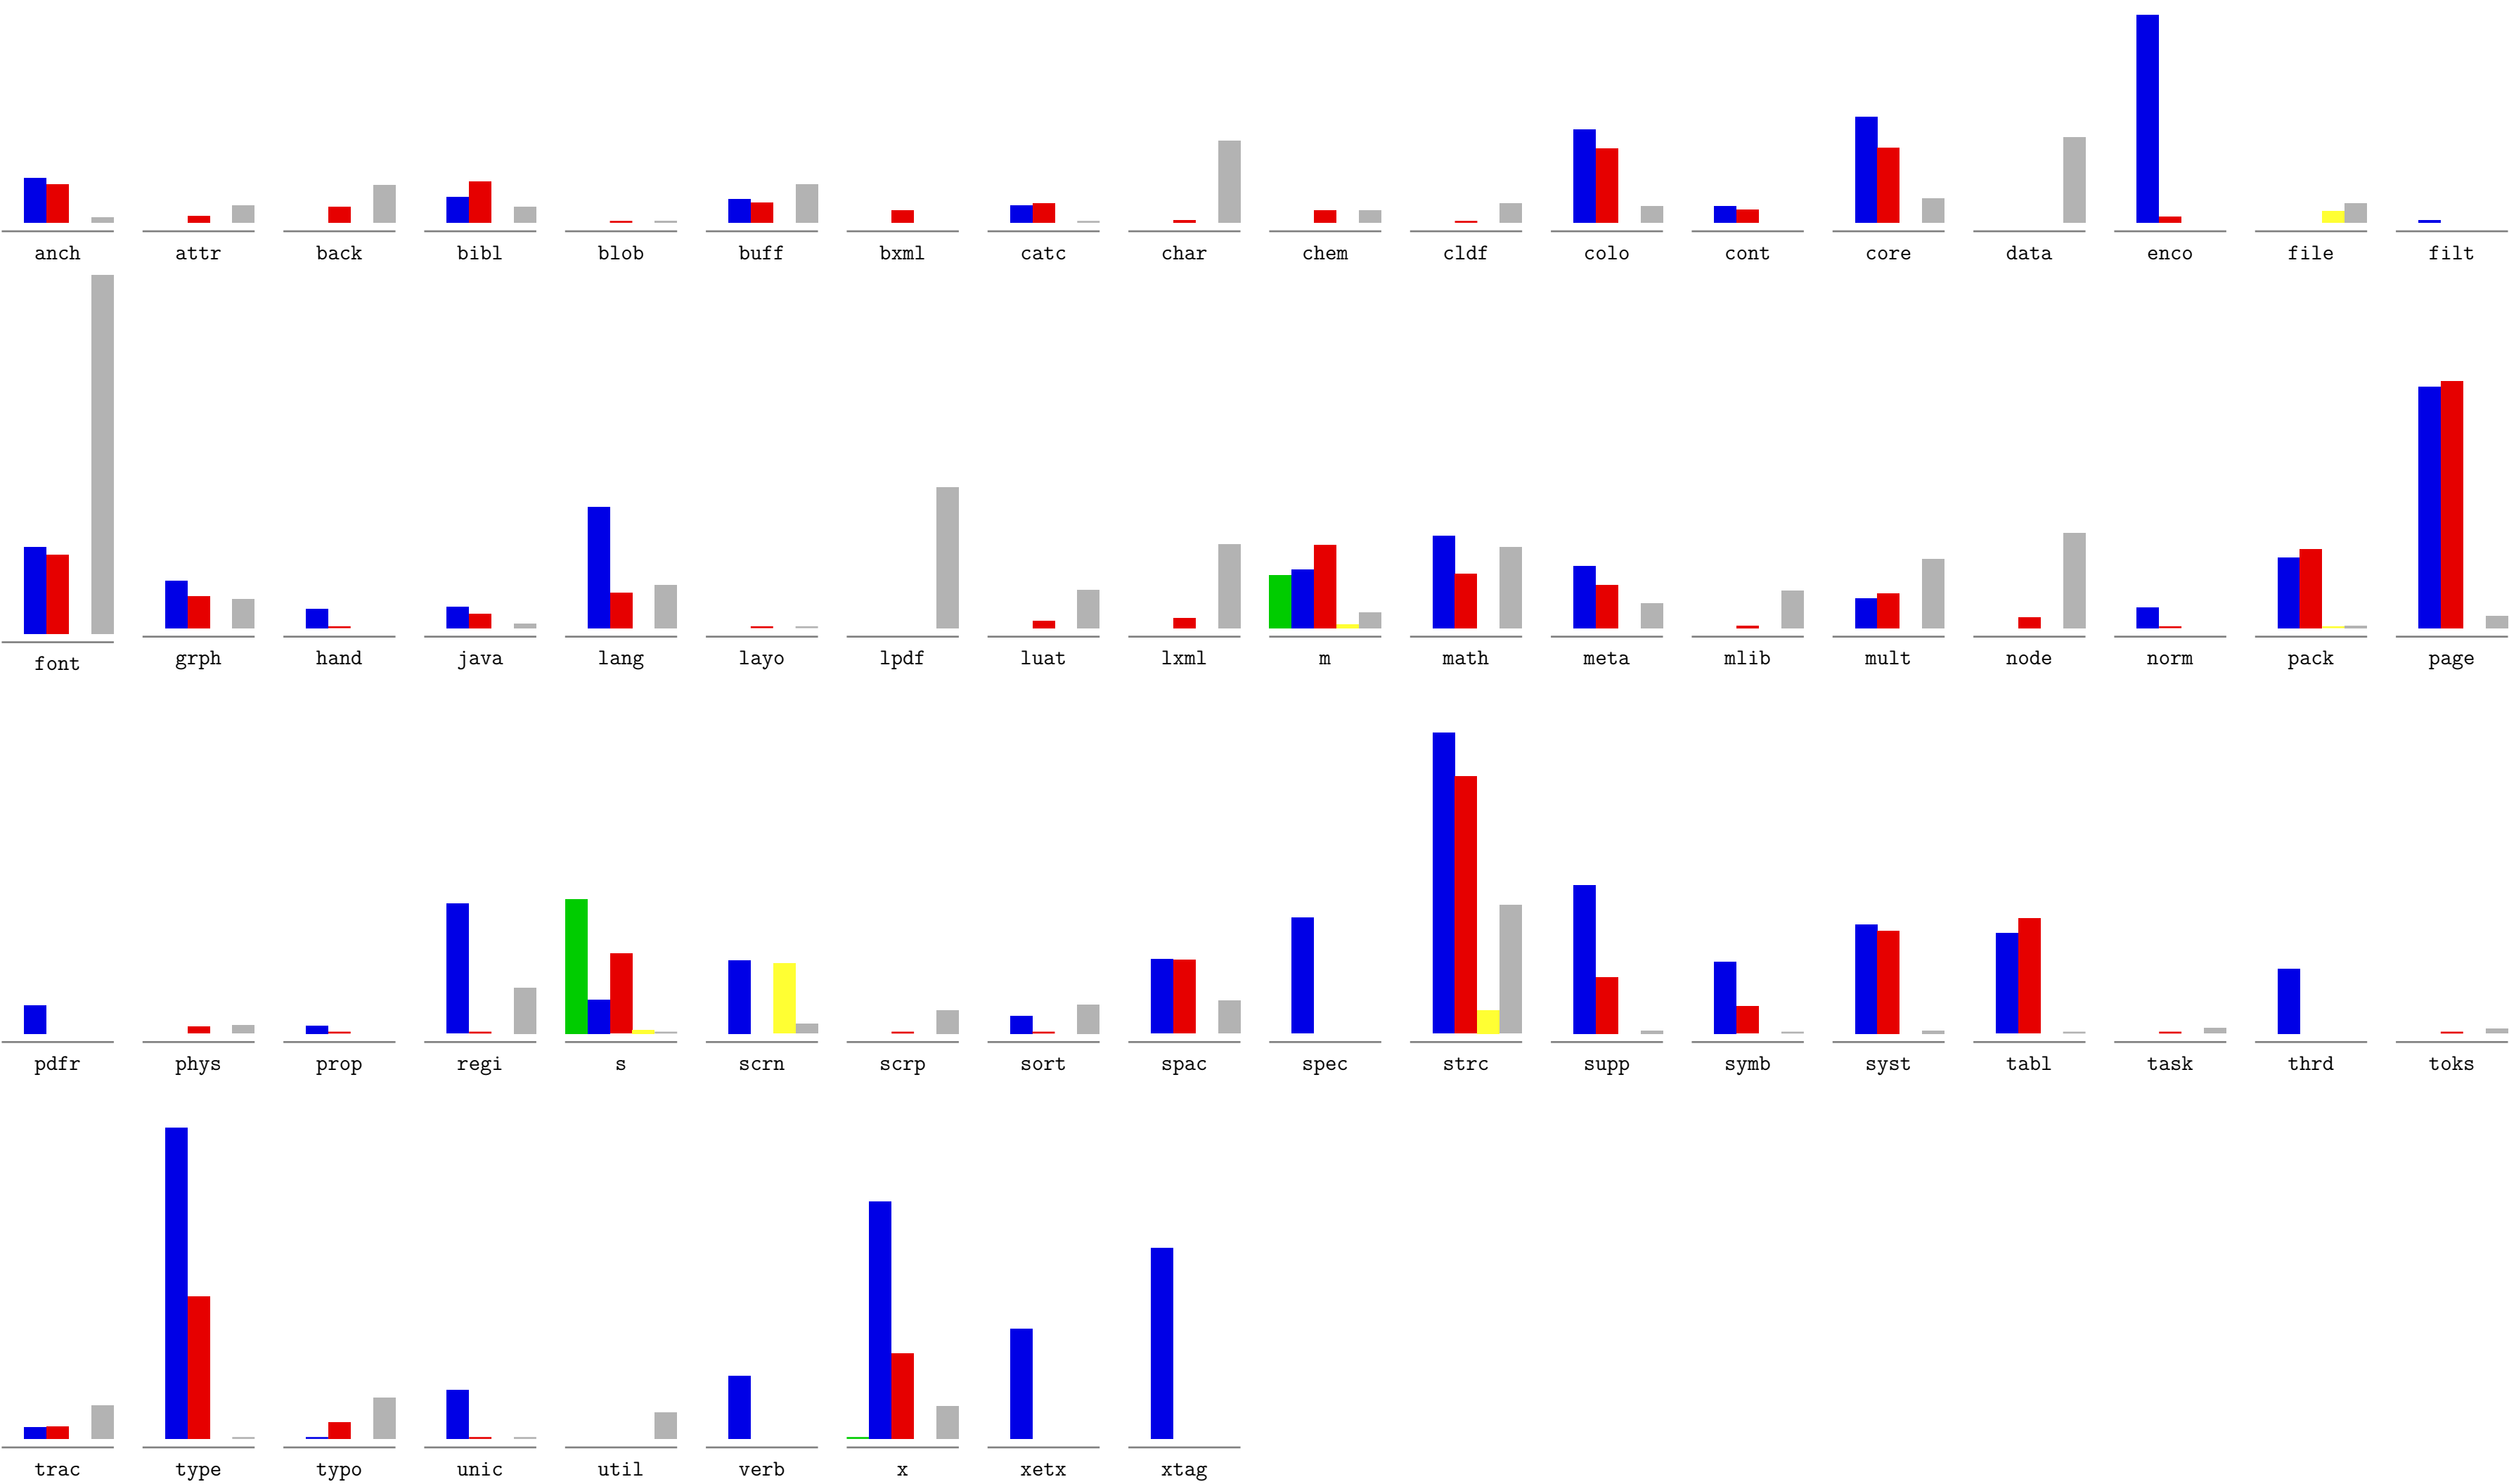 anch attr back bibl blob buff bxml catc char chem cldf colo cont core data enco file filt
font grph hand java lang layo lpdf luat lxml m math meta mlib mult node norm pack page
pdfr phys prop regi s scrn scrp sort spac spec strc supp symb syst tabl task thrd toks
trac type typo unic util verb x xetx xtag